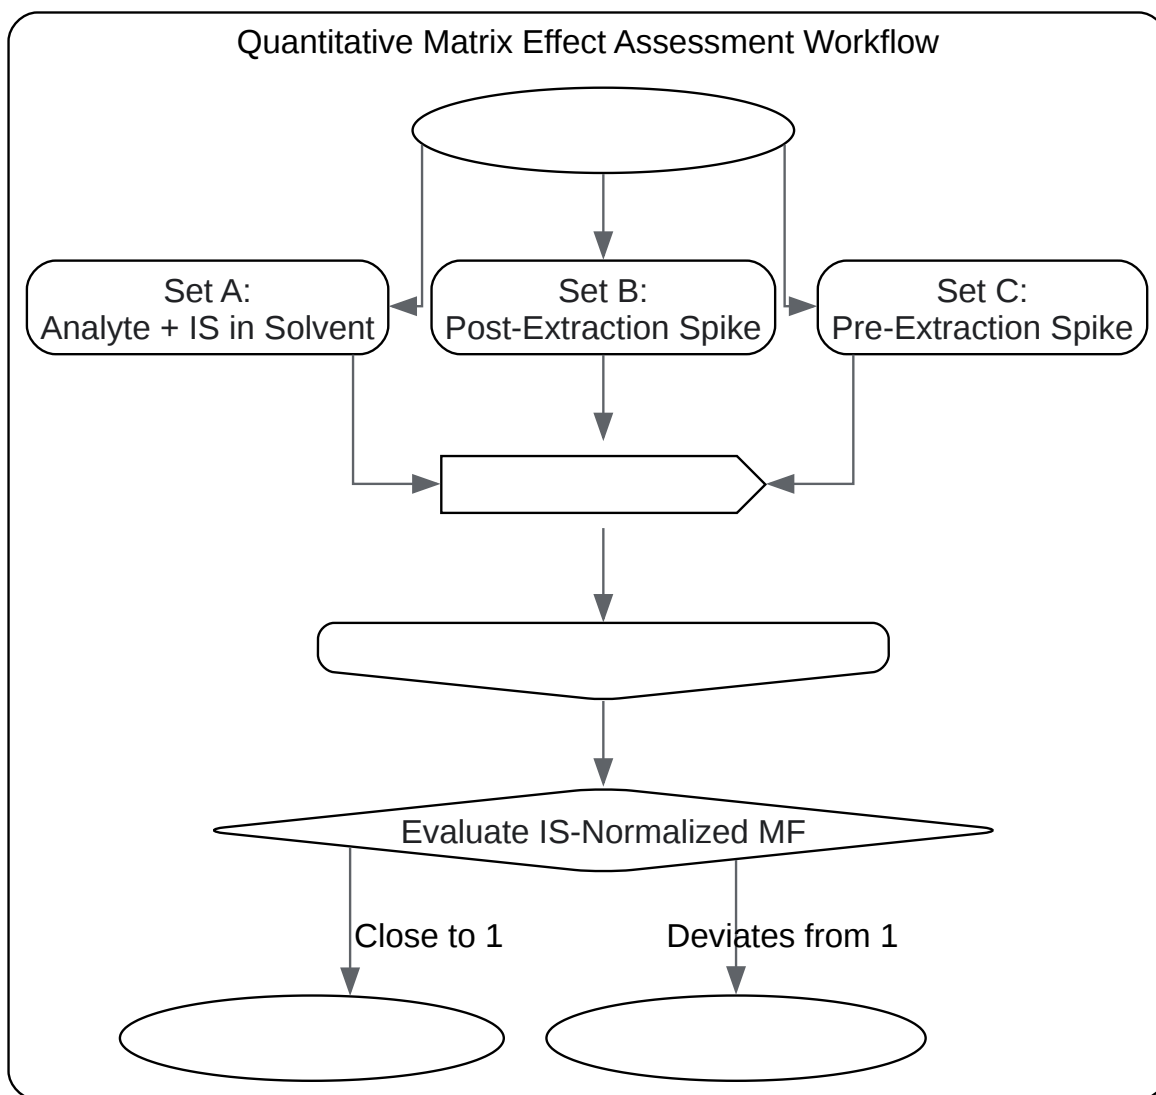 Quantitative Matrix Effect Assessment Workflow
Set A:
Analyte + IS in Solvent
Set B:
Post-Extraction Spike
Set C:
Pre-Extraction Spike
Evaluate IS-Normalized MF
Close to 1
Deviates from 1